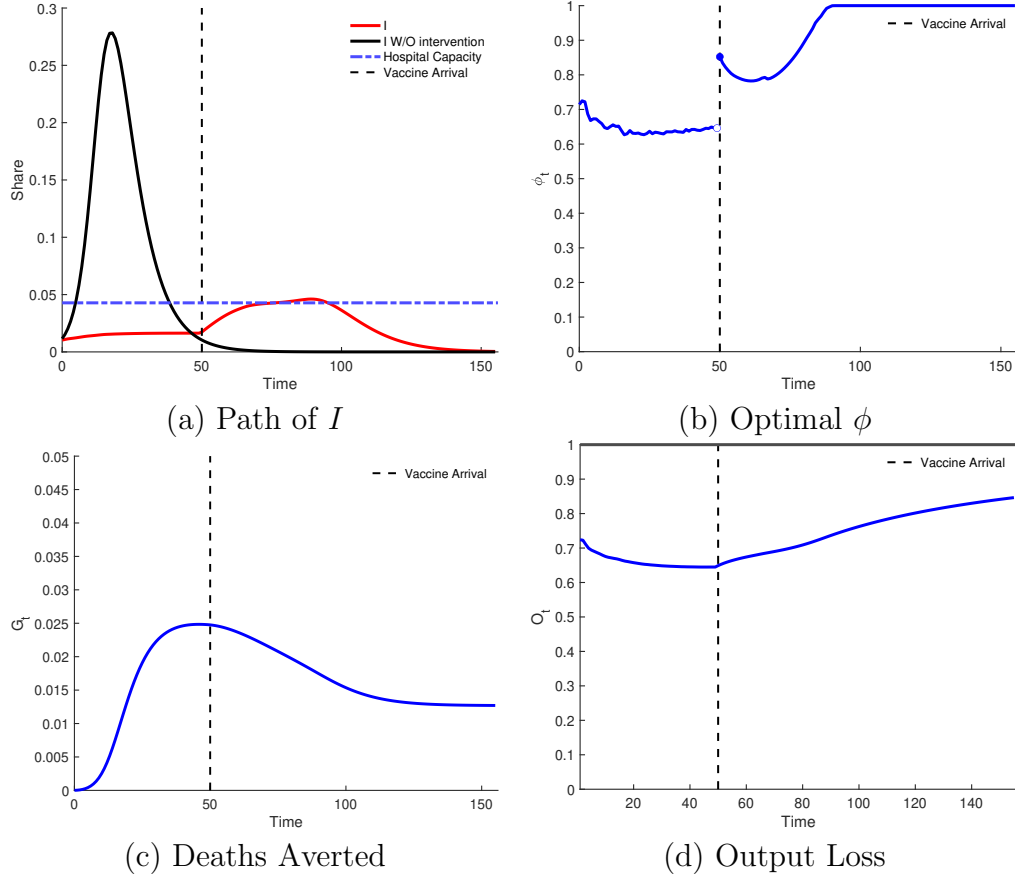 0.3
0.25
0.2
0.15
0.1
0.05
0
Share
I
I W/O intervention
Hospital Capacity
Vaccine Arrival
0 50 100 150
Time
(a) Path of I
1
0.9
0.8
0.7
0.6
0.5
0.4
0.3
0.2
0.1
0
ϕt
Vaccine Arrival
0 50 100 150
Time
(b) Optimal ϕ
0.05
0.045
0.04
0.035
0.03
0.025
0.02
0.015
0.01
0.005
0
Gt
Vaccine Arrival
0 50 100 150
Time
(c) Deaths Averted
1
0.9
0.8
0.7
0.6
0.5
0.4
0.3
0.2
0.1
0
Ot
Vaccine Arrival
20 40 60 80 100 120 140
Time
(d) Output Loss